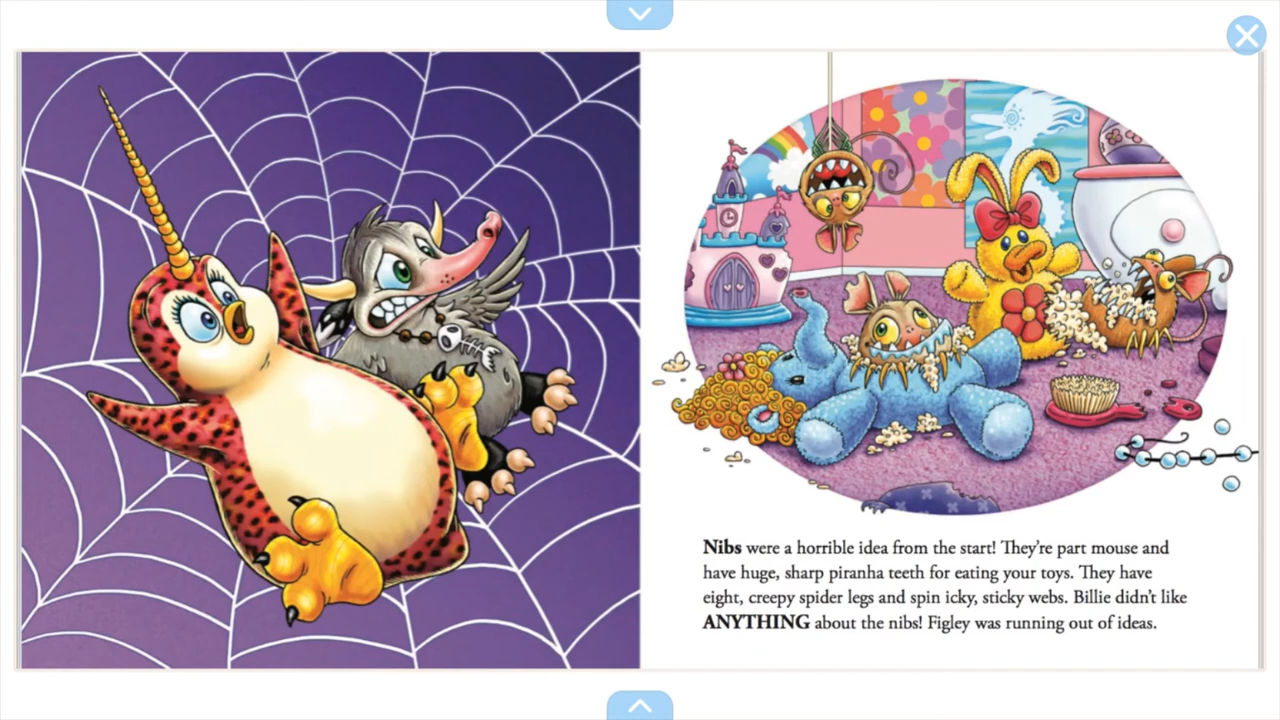 Nibs were a horrible idea from the start! They’re part mouse and
have huge, sharp piranha teeth for eating your toys. They have
eight, creepy spider legs and spin icky, sticky webs. Billie didn’t like
ANYTHING about the nibs! Figley was running out of ideas.